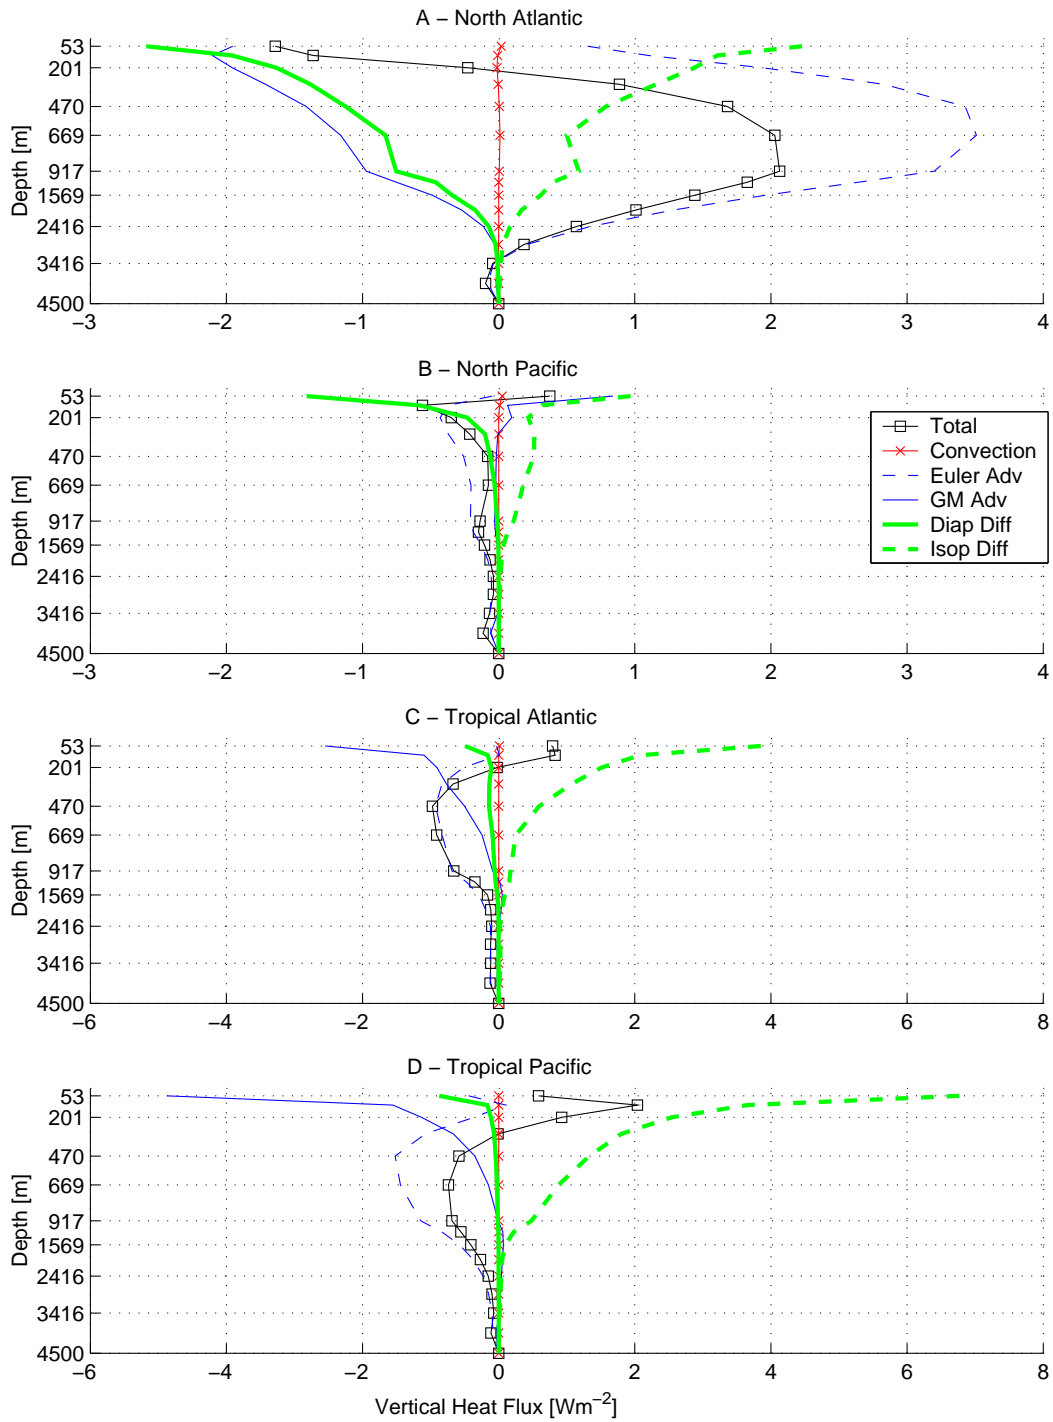 A – North Atlantic
Depth [m]
53
201
470
669
917
1569
2416
3416
4500
−3 −2 −1 0 1 2 3 4
B – North Pacific
Depth [m]
53
201
470
669
917
1569
2416
3416
4500
−3 −2 −1 0 1 2 3 4
Total
Convection
Euler Adv
GM Adv
Diap Diff
Isop Diff
C – Tropical Atlantic
Depth [m]
53
201
470
669
917
1569
2416
3416
4500
−6 −4 −2 0 2 4 6 8
D – Tropical Pacific
Depth [m]
53
201
470
669
917
1569
2416
3416
4500
−6 −4 −2 0 2 4 6 8
Vertical Heat Flux [Wm⁻²]